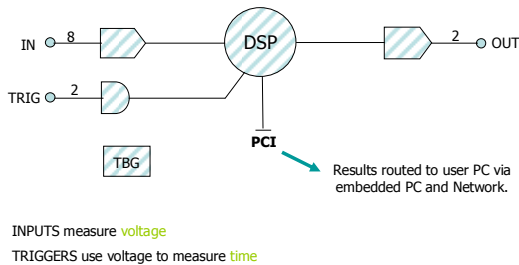 IN 8 DSP 2 OUT
TRIG 2
PCI
TBG
Results routed to user PC via
embedded PC and Network.
INPUTS measure voltage
TRIGGERS use voltage to measure time